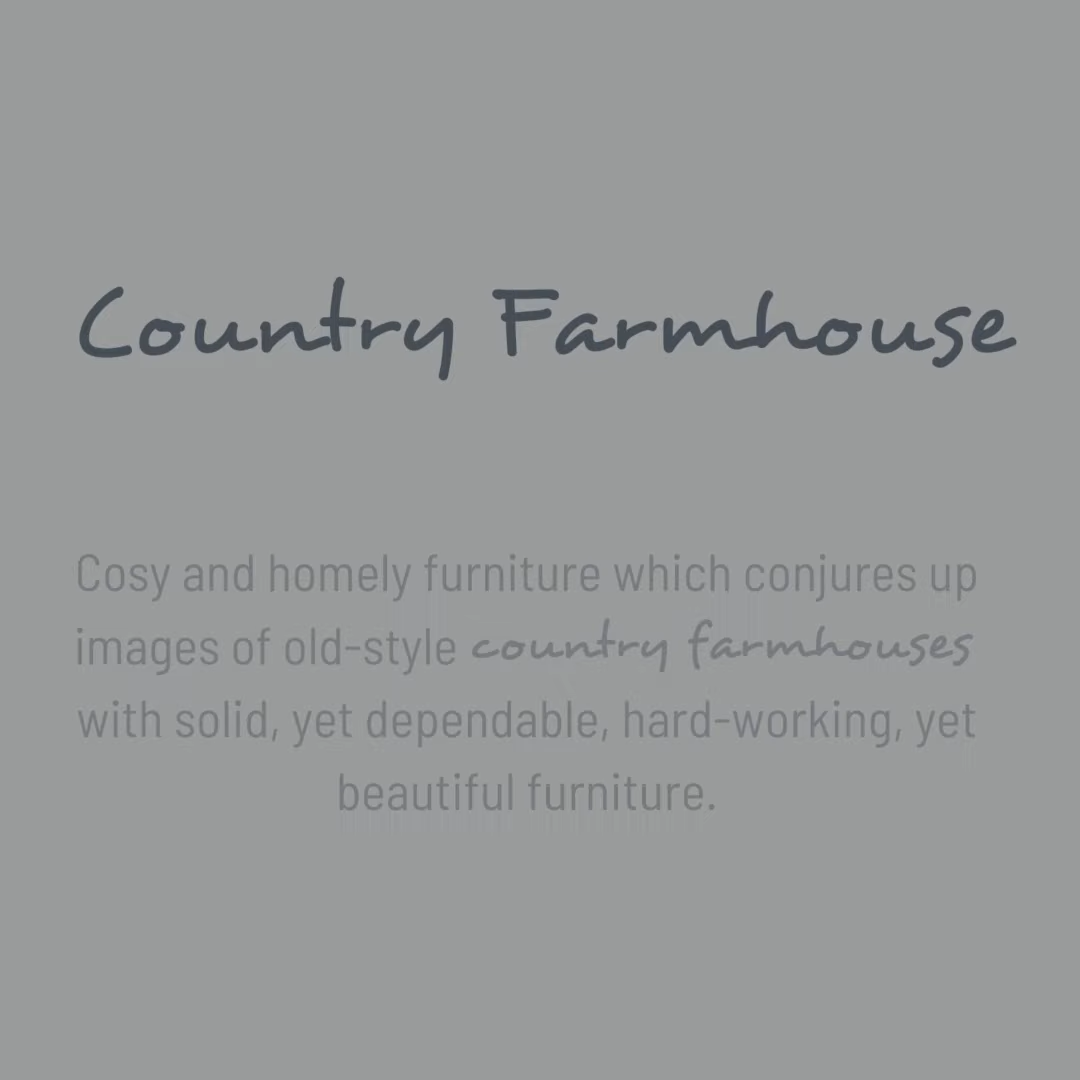 Country Farmhouse
Cosy and homely furniture which conjures up
images of old-style country farmhouses
with solid, yet dependable, hard-working, yet
beautiful furniture.